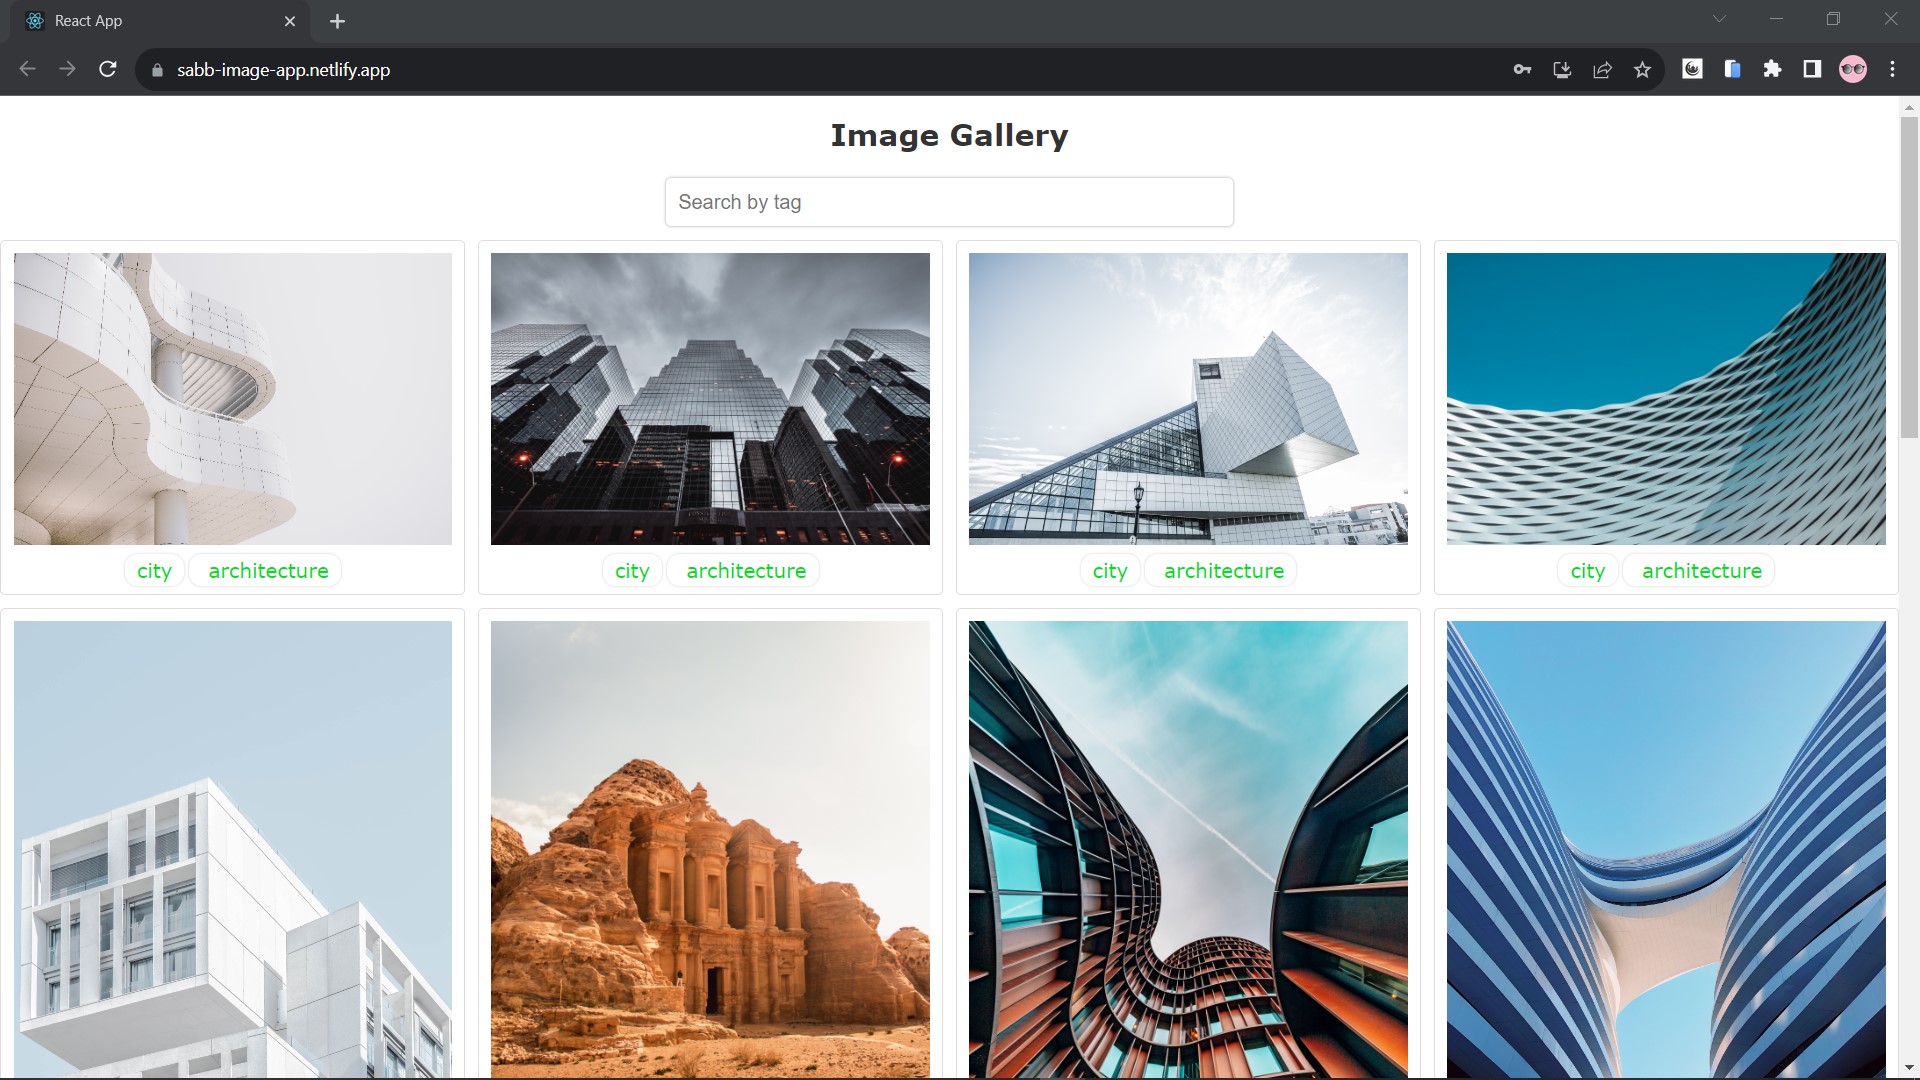 React App
sabb-image-app.netlify.app
Image Gallery
Search by tag
city architecture
city architecture
city architecture
city architecture